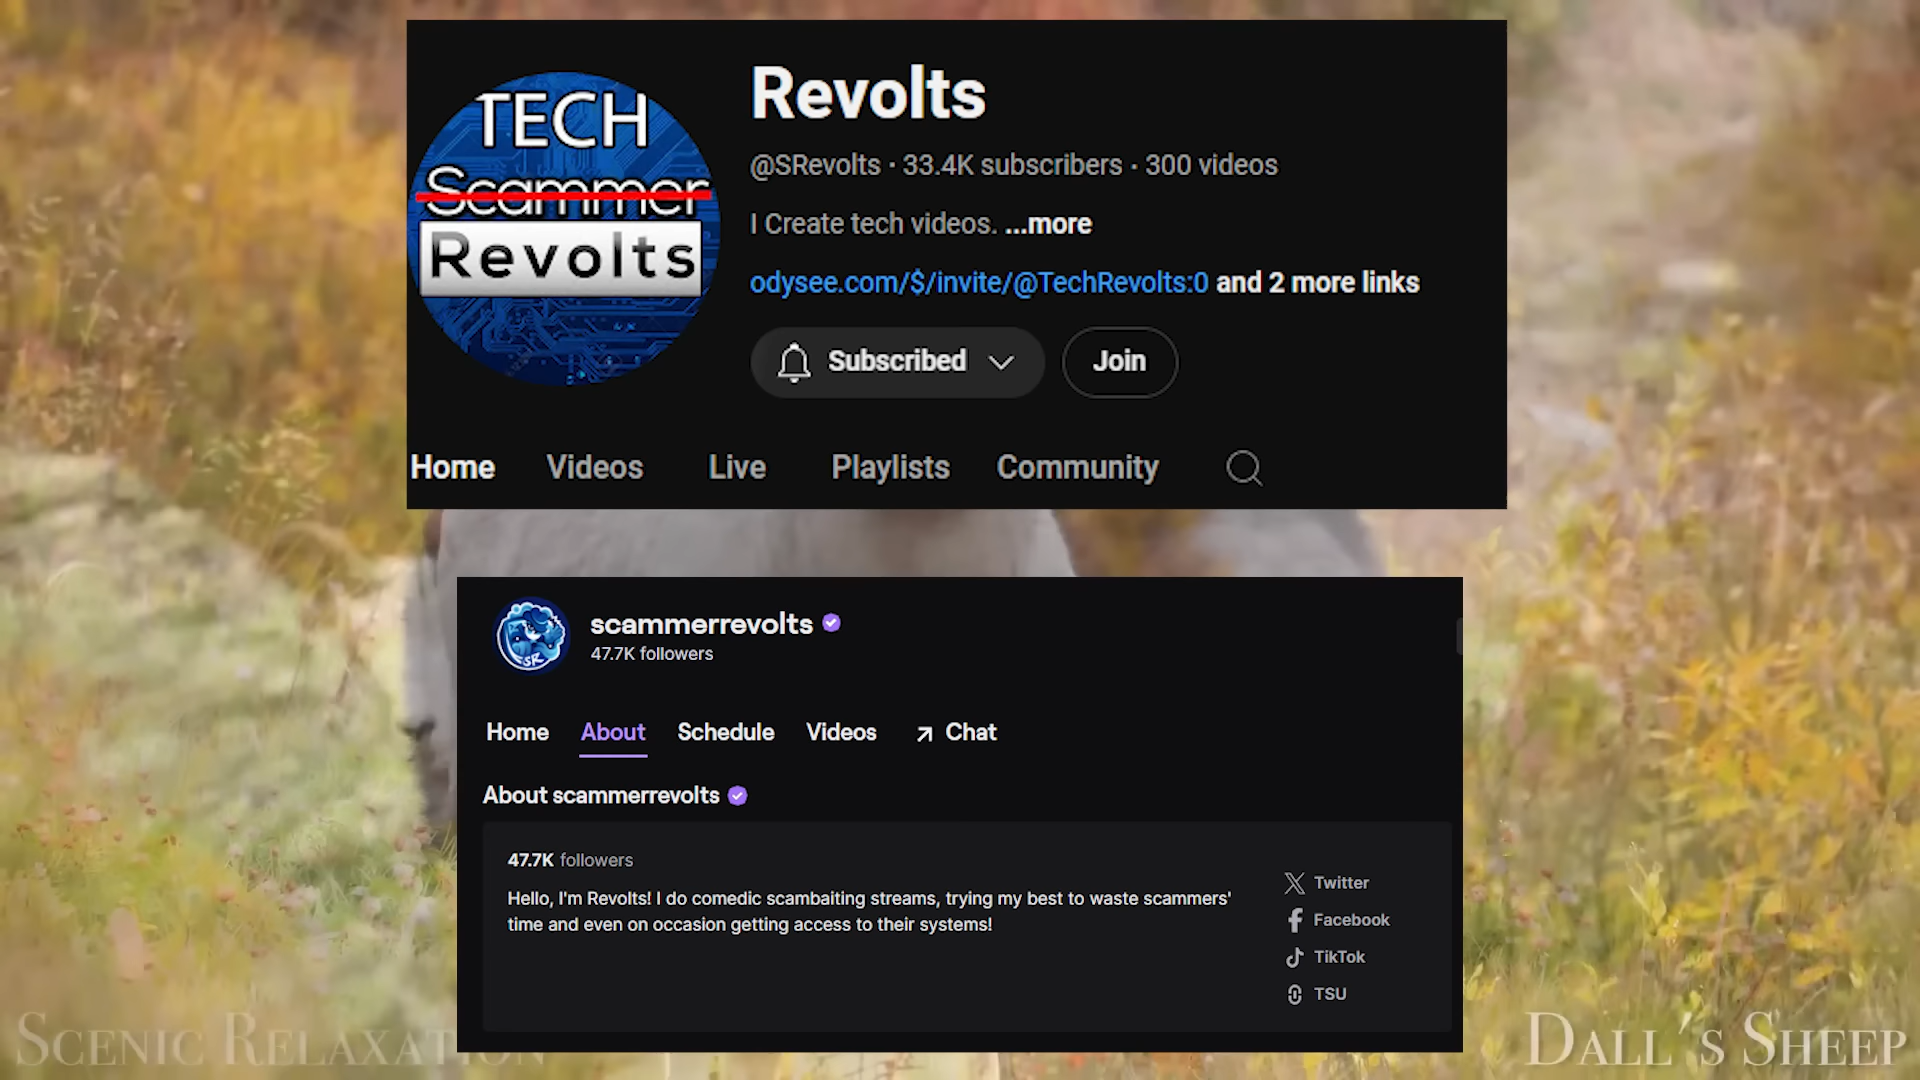 TECH
Scammer
Revolts
Revolts
@SRevolts · 33.4K subscribers · 300 videos
I Create tech videos. ...more
odysee.com/$/invite/@TechRevolts:0 and 2 more links
Subscribed
Join
Home Videos Live Playlists Community
scammerrevolts
47.7K followers
SR
Home About Schedule Videos Chat
About scammerrevolts
47.7K followers
Hello, I'm Revolts! I do comedic scambaiting streams, trying my best to waste scammers'
time and even on occasion getting access to their systems!
Twitter
Facebook
TikTok
TSU
SCENIC RELAXATION
DALL'S SHEEP